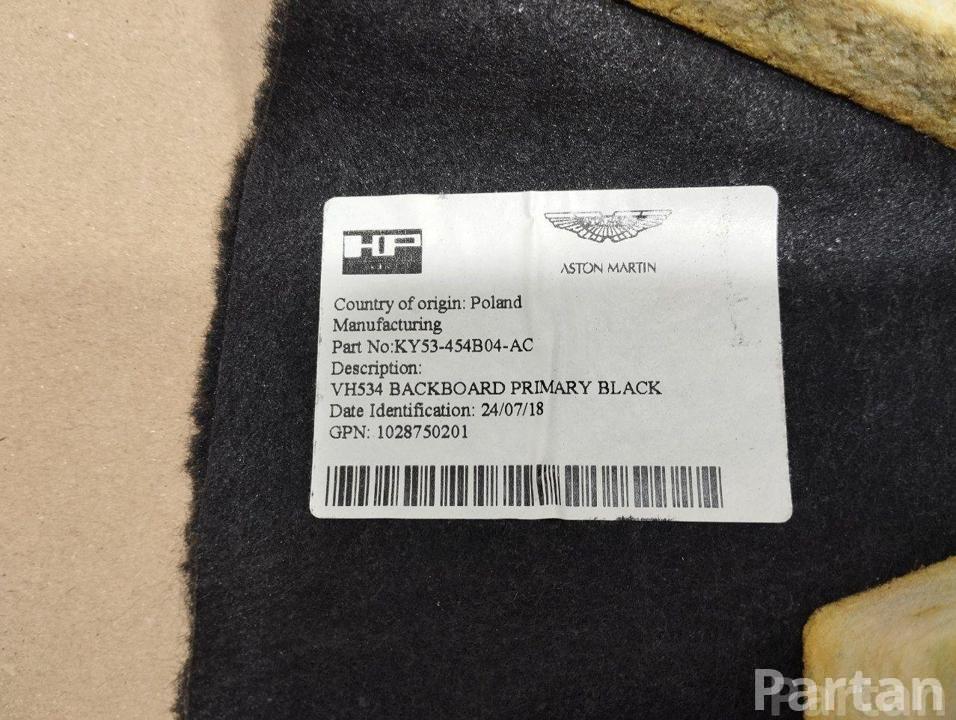 HP
ASTON MARTIN
Country of origin: Poland
Manufacturing
Part No:KY53-454B04-AC
Description:
VH534 BACKBOARD PRIMARY BLACK
Date Identification: 24/07/18
GPN: 1028750201
Partan